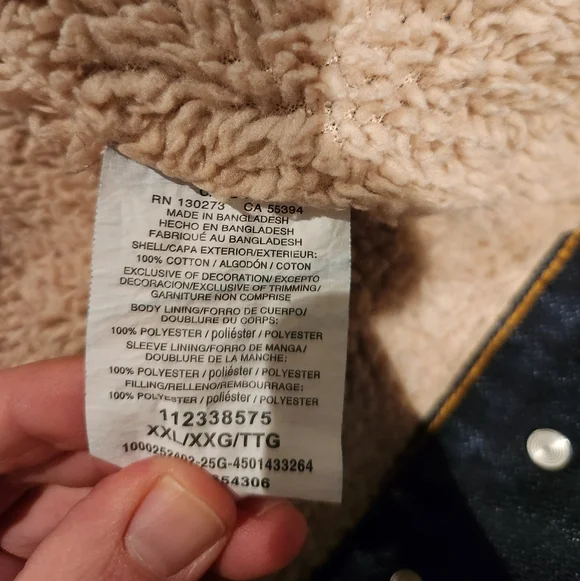 RN 130273 CA 55394
MADE IN BANGLADESH
HECHO EN BANGLADESH
FABRIQUÉ AU BANGLADESH
SHELL/CAPA EXTERIOR/EXTERIEUR:
100% COTTON / ALGODÓN / COTON
EXCLUSIVE OF DECORATION/ EXCEPTO
DECORACION/EXCLUSIVE OF TRIMMING/
GARNITURE NON COMPRISE
BODY LINING/FORRO DE CUERPO/
DOUBLURE DU CORPS:
100% POLYESTER / poliéster / POLYESTER
SLEEVE LINING/FORRO DE MANGA/
DOUBLURE DE LA MANCHE:
100% POLYESTER / poliéster / POLYESTER
FILLING/RELLENO/REMBOURRAGE:
100% POLYESTER / poliéster / POLYESTER
112338575
XXL/XXG/TTG
-25G-4501433264
54306